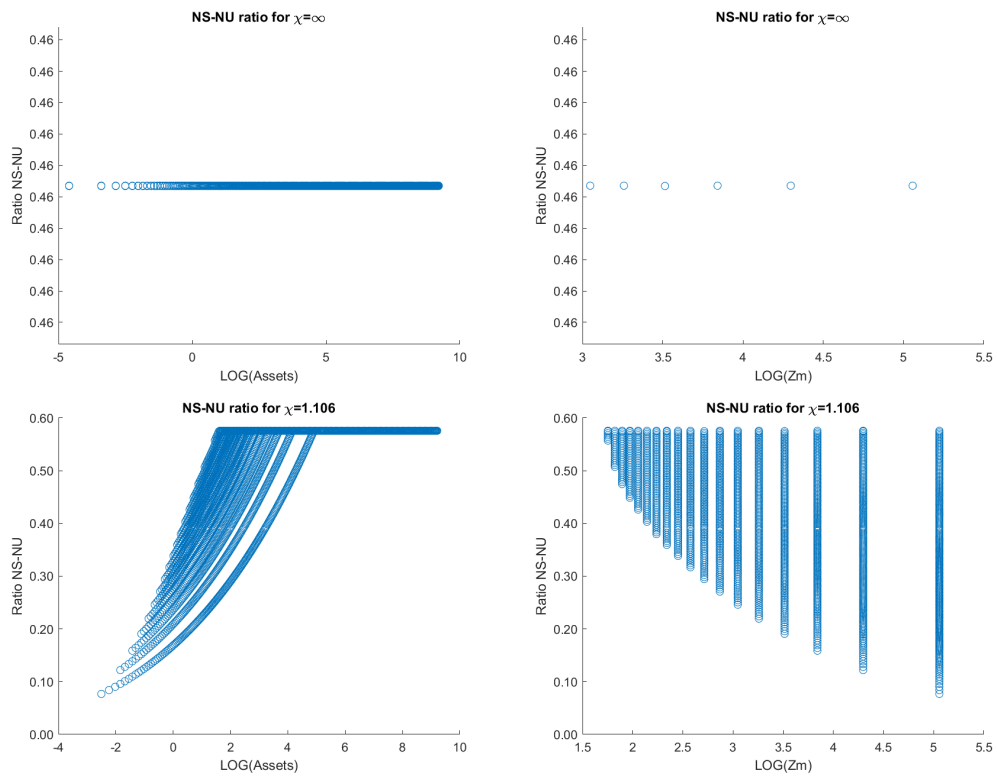 NS-NU ratio for χ=∞
0.46
0.46
0.46
0.46
0.46
0.46
0.46
0.46
0.46
0.46
Ratio NS-NU
-5 0 5 10
LOG(Assets)
NS-NU ratio for χ=∞
0.46
0.46
0.46
0.46
0.46
0.46
0.46
0.46
0.46
0.46
Ratio NS-NU
3 3.5 4 4.5 5 5.5
LOG(Zm)
NS-NU ratio for χ=1.106
0.60
0.50
0.40
0.30
0.20
0.10
0.00
Ratio NS-NU
-4 -2 0 2 4 6 8 10
LOG(Assets)
NS-NU ratio for χ=1.106
0.60
0.50
0.40
0.30
0.20
0.10
0.00
Ratio NS-NU
1.5 2 2.5 3 3.5 4 4.5 5 5.5
LOG(Zm)